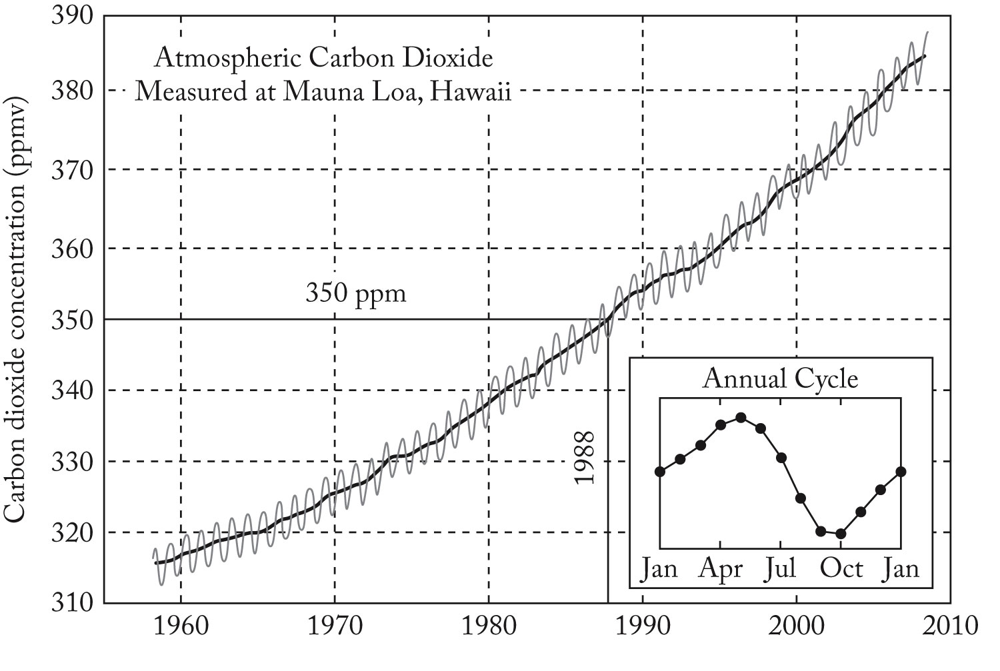 Atmospheric Carbon Dioxide
Measured at Mauna Loa, Hawaii
Carbon dioxide concentration (ppmv)
390
380
370
360
350
340
330
320
310
350 ppm
1988
Annual Cycle
Jan Apr Jul Oct Jan
1960 1970 1980 1990 2000 2010